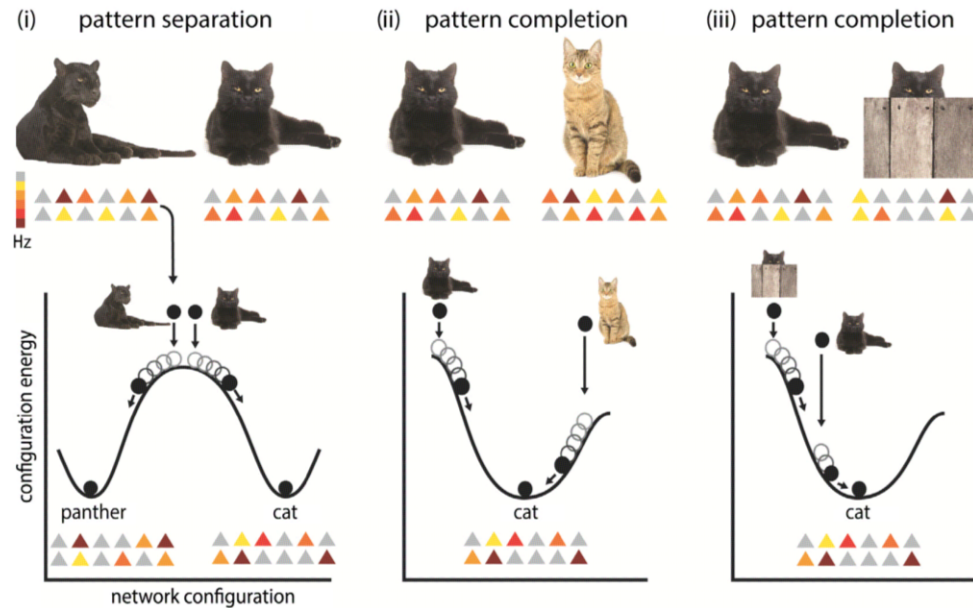 (i) pattern separation
(ii) pattern completion
(iii) pattern completion
Hz
configuration energy
panther
cat
cat
cat
network configuration